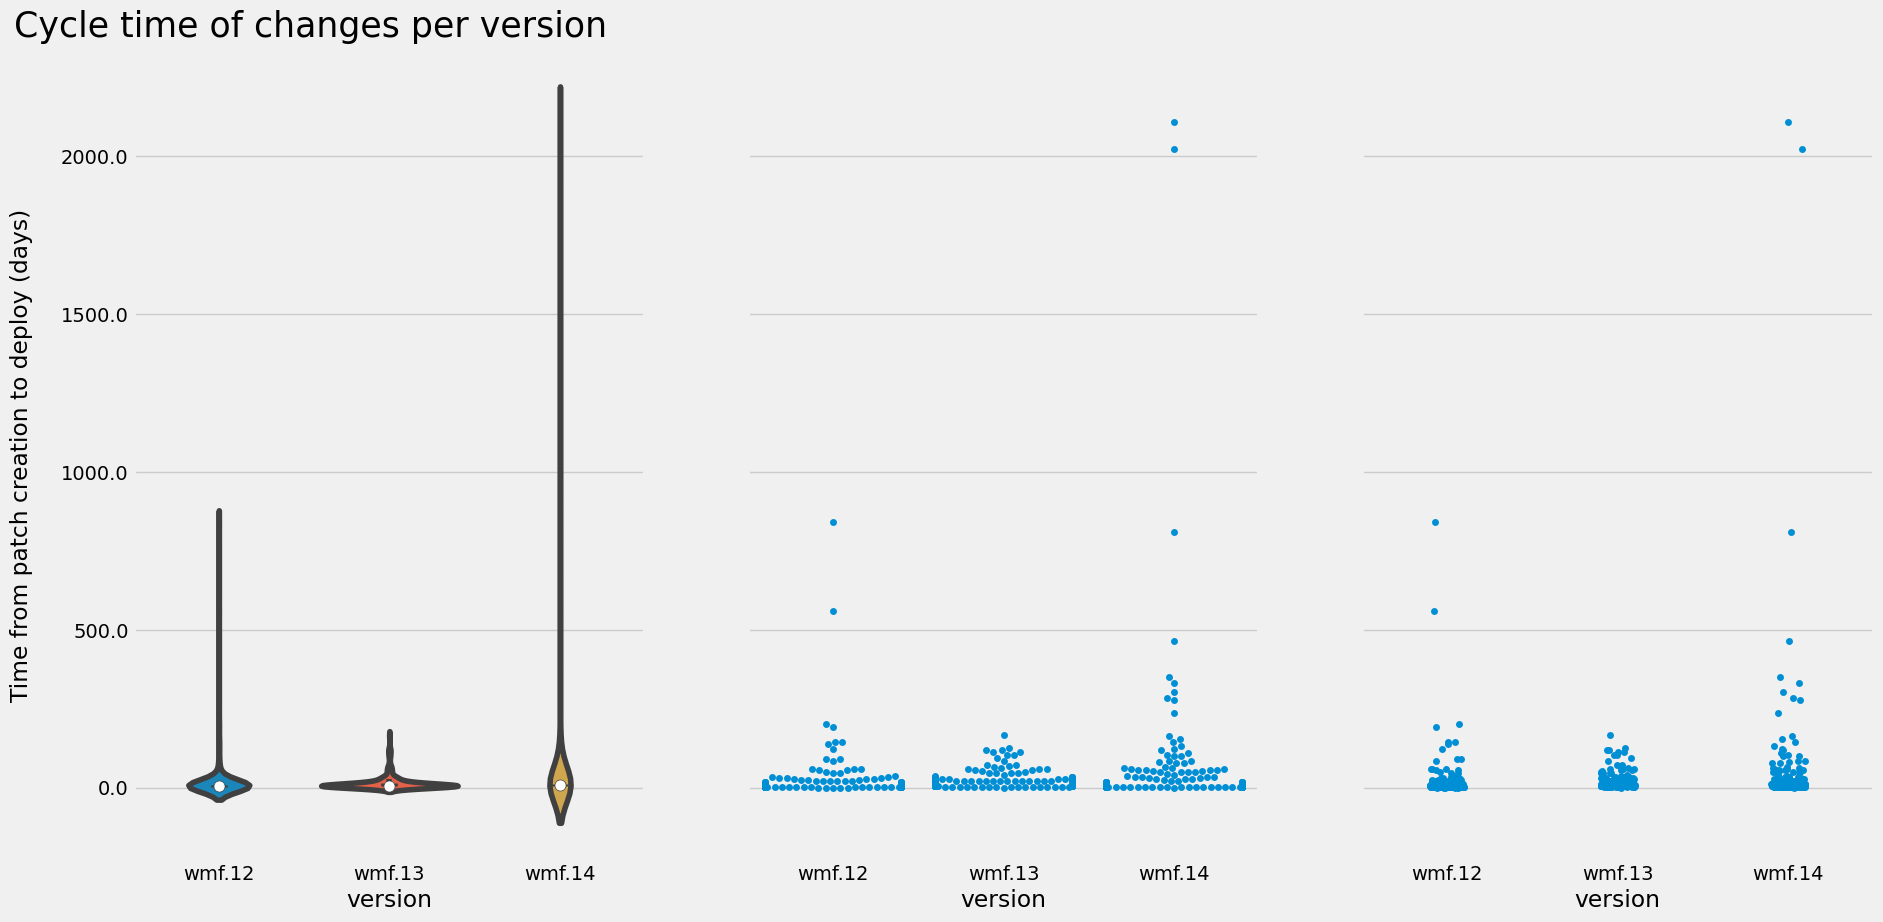 Cycle time of changes per version
Time from patch creation to deploy (days)
2000.0
1500.0
1000.0
500.0
0.0
wmf.12 wmf.13 wmf.14
version
wmf.12 wmf.13 wmf.14
version
wmf.12 wmf.13 wmf.14
version